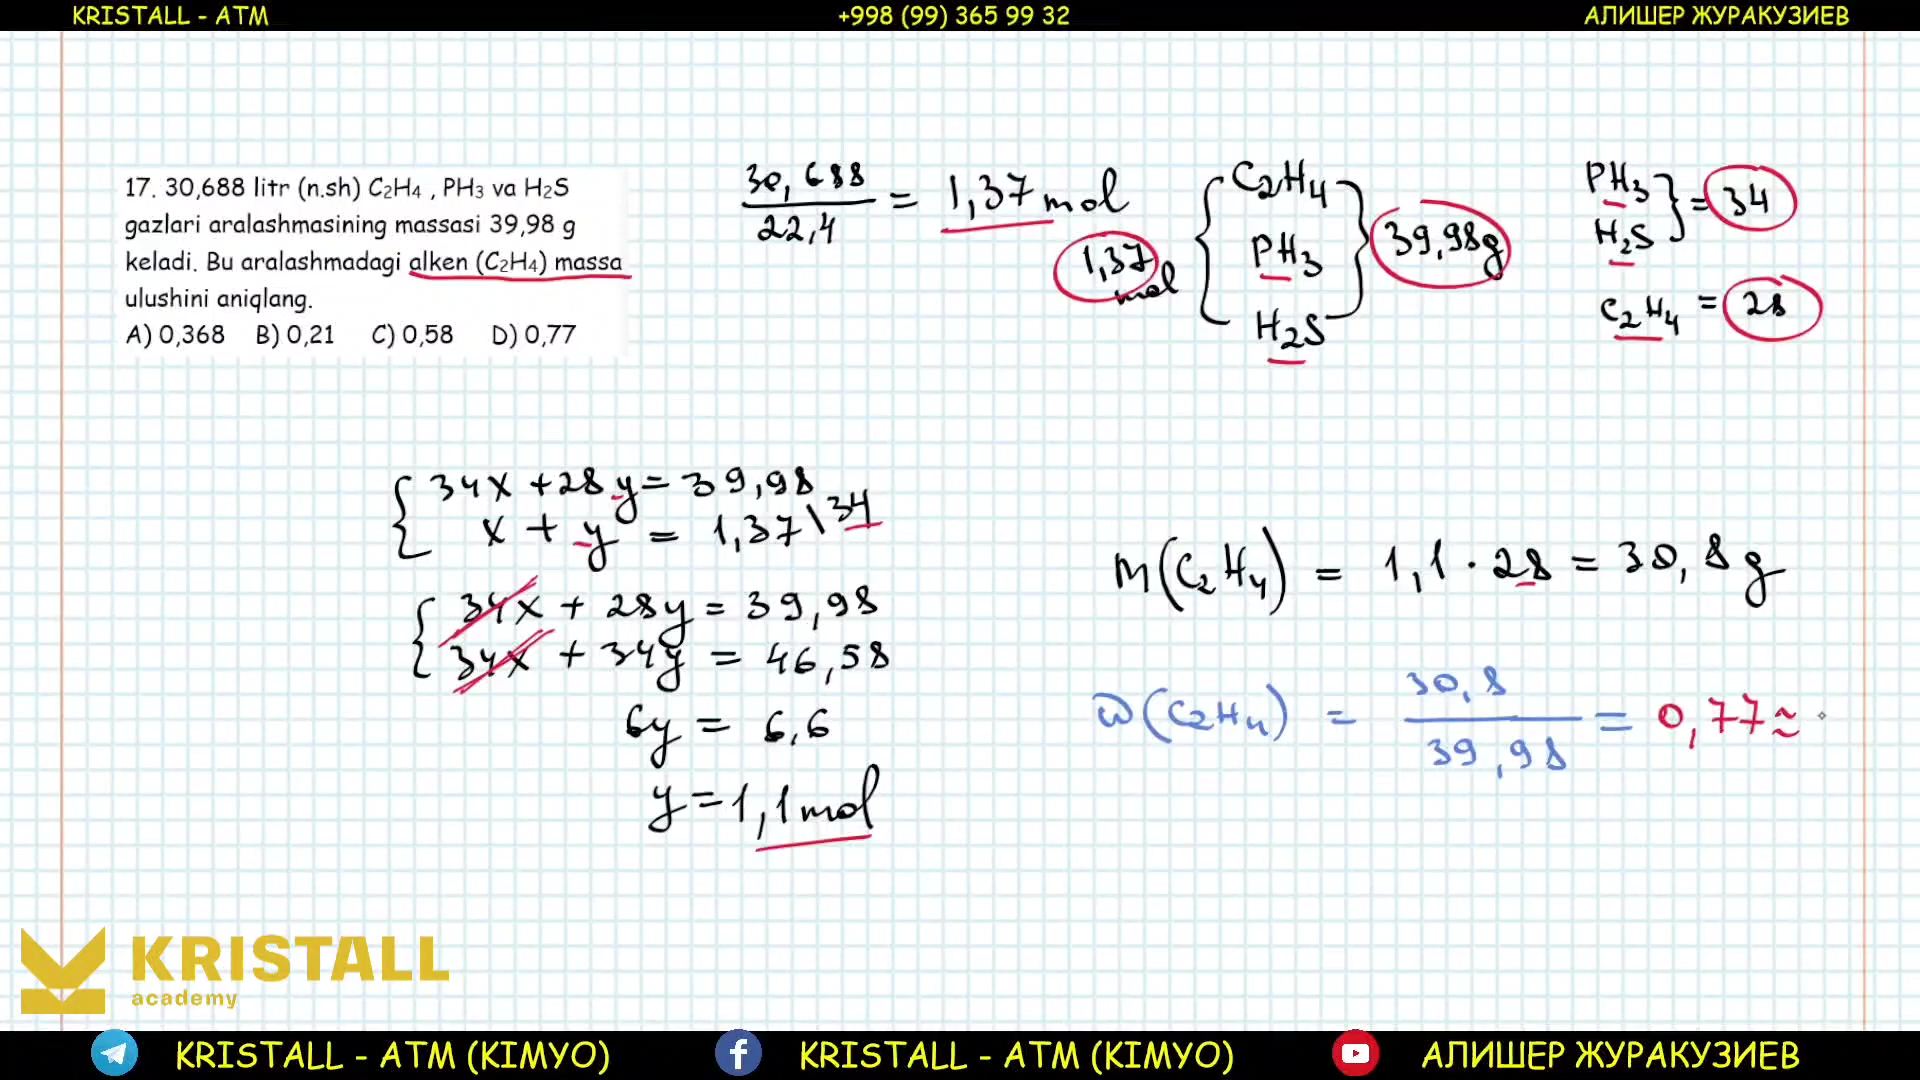 KRISTALL - ATM
+998 (99) 365 99 32
АЛИШЕР ЖУРАКУЗИЕВ
17. 30,688 litr (n.sh) C2H4 , PH3 va H2S
gazlari aralashmasining massasi 39,98 g
keladi. Bu aralashmadagi alken (C2H4) massa
ulushini aniqlang.
A) 0,368 B) 0,21 C) 0,58 D) 0,77
30,688
22,4
= 1,37 mol
1,37
mol
C2H4
PH3
H2S
39,98g
PH3
H2S
= 34
C2H4 = 28
34x + 28y = 39,98
x + y = 1,37 \ 34
34x + 28y = 39,98
34x + 34y = 46,58
6y = 6,6
y = 1,1 mol
m(C2H4) = 1,1 · 28 = 30,8 g
ω(C2H4) = 30,8
39,98
= 0,77 ≈
KRISTALL
academy
KRISTALL - ATM (KIMYO)
KRISTALL - ATM (KIMYO)
АЛИШЕР ЖУРАКУЗИЕВ